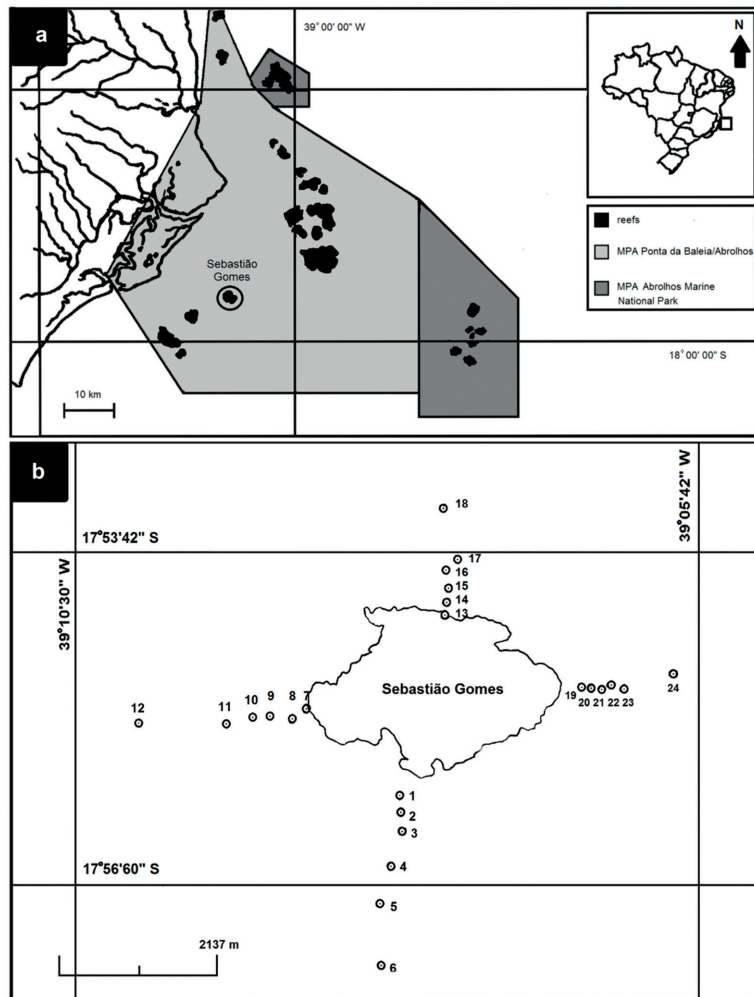 a
39° 00' 00'' W
N
reefs
MPA Ponta da Baleia/Abrolhos
MPA Abrolhos Marine
National Park
Sebastião
Gomes
18° 00' 00'' S
10 km
b
39°05'42" W
18
17°53'42" S
17
16
15
14
13
39°10'30" W
Sebastião Gomes
24
19
20
21
22
23
12
11
10
9
8
7
1
2
3
4
17°56'60" S
5
2137 m
6